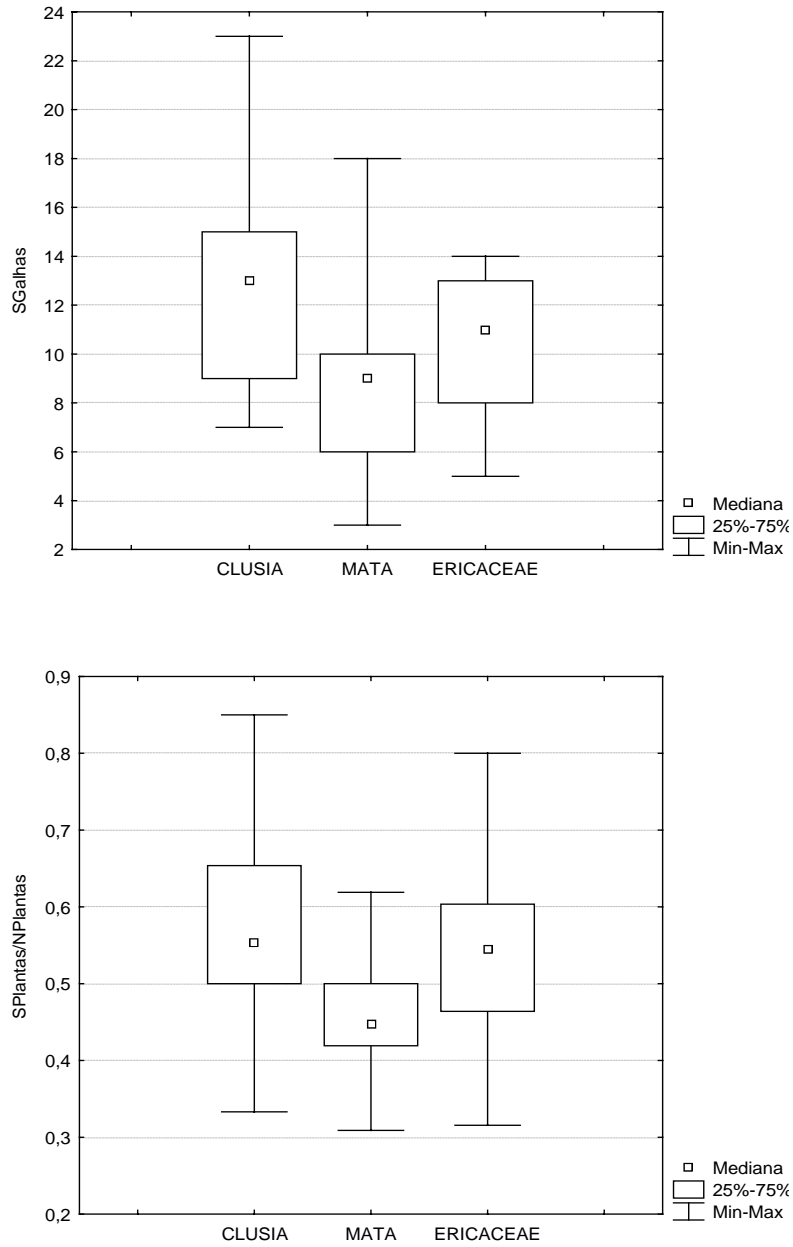 24
22
20
18
16
14
12
10
8
6
4
2
SGalhas
CLUSIA MATA ERICACEAE
Mediana
25%-75%
Min-Max
0,9
0,8
0,7
0,6
0,5
0,4
0,3
0,2
SPlantas/NPlantas
CLUSIA MATA ERICACEAE
Mediana
25%-75%
Min-Max